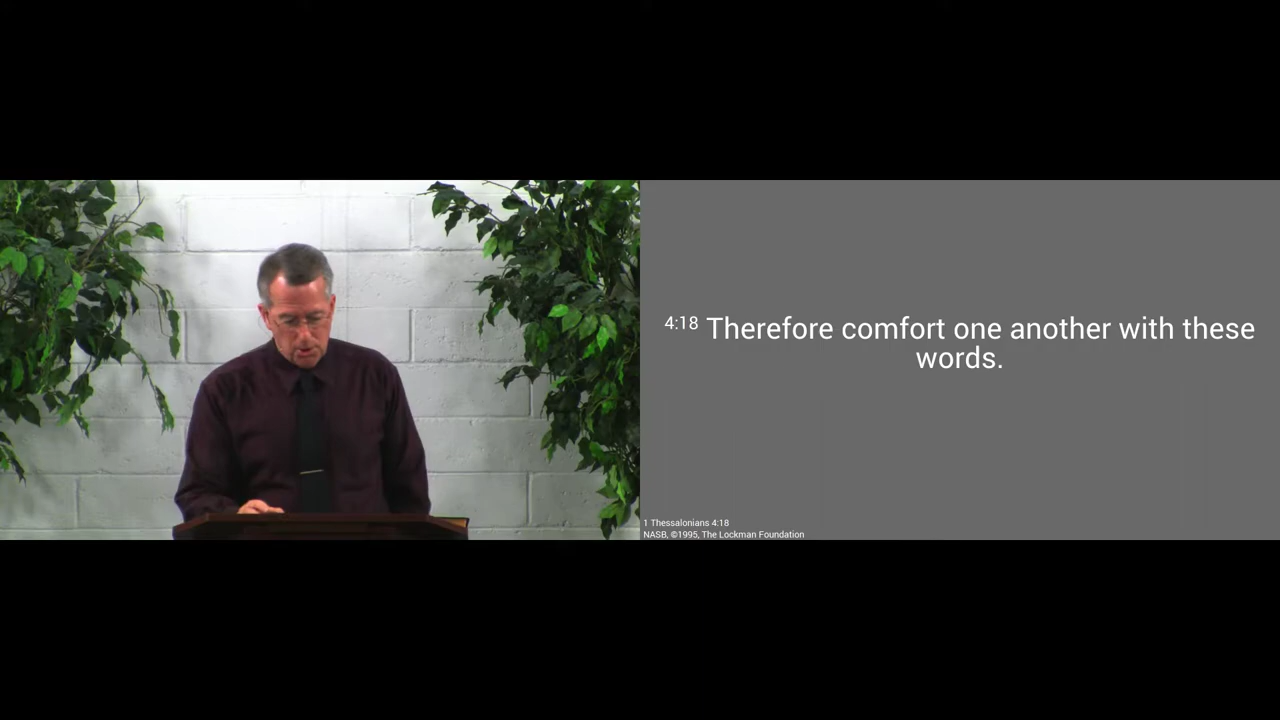 4:18 Therefore comfort one another with these
words.
1 Thessalonians 4:18
NASB, ©1995, The Lockman Foundation